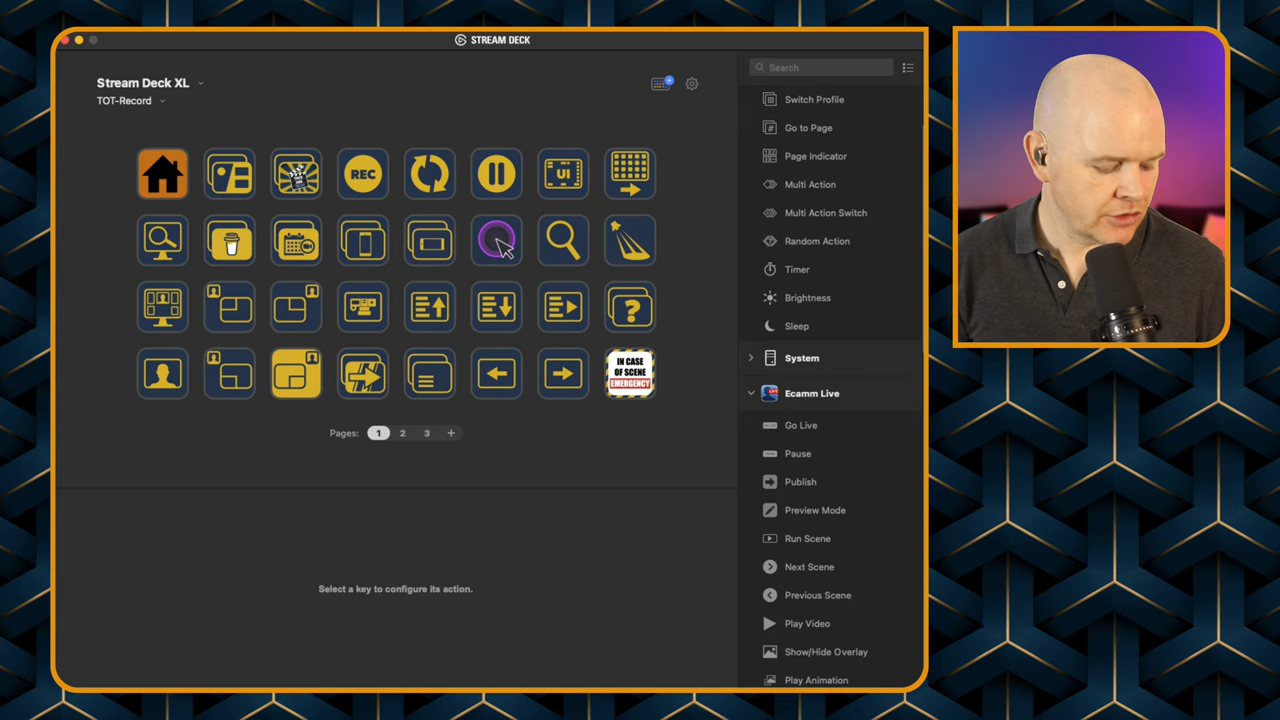 STREAM DECK
Stream Deck XL
TOT-Record
REC
UI
?
IN CASE
OF SCENE
EMERGENCY
Pages: 1 2 3 +
Select a key to configure its action.
Search
Switch Profile
Go to Page
Page Indicator
Multi Action
Multi Action Switch
Random Action
Timer
Brightness
Sleep
System
Ecamm Live
Go Live
Pause
Publish
Preview Mode
Run Scene
Next Scene
Previous Scene
Play Video
Show/Hide Overlay
Play Animation